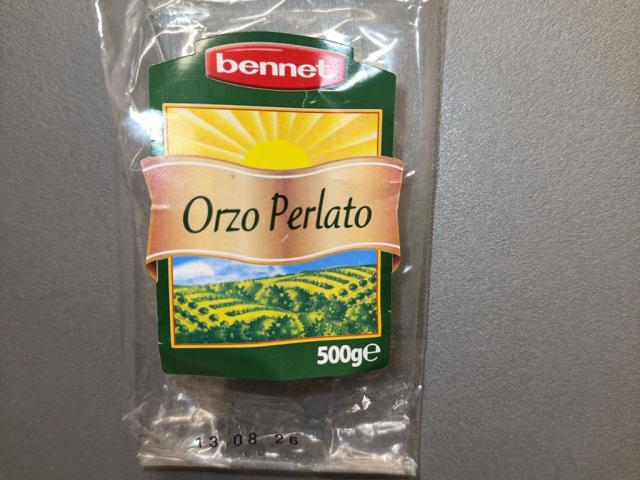 bennet
Orzo Perlato
500g℮
13 08 26